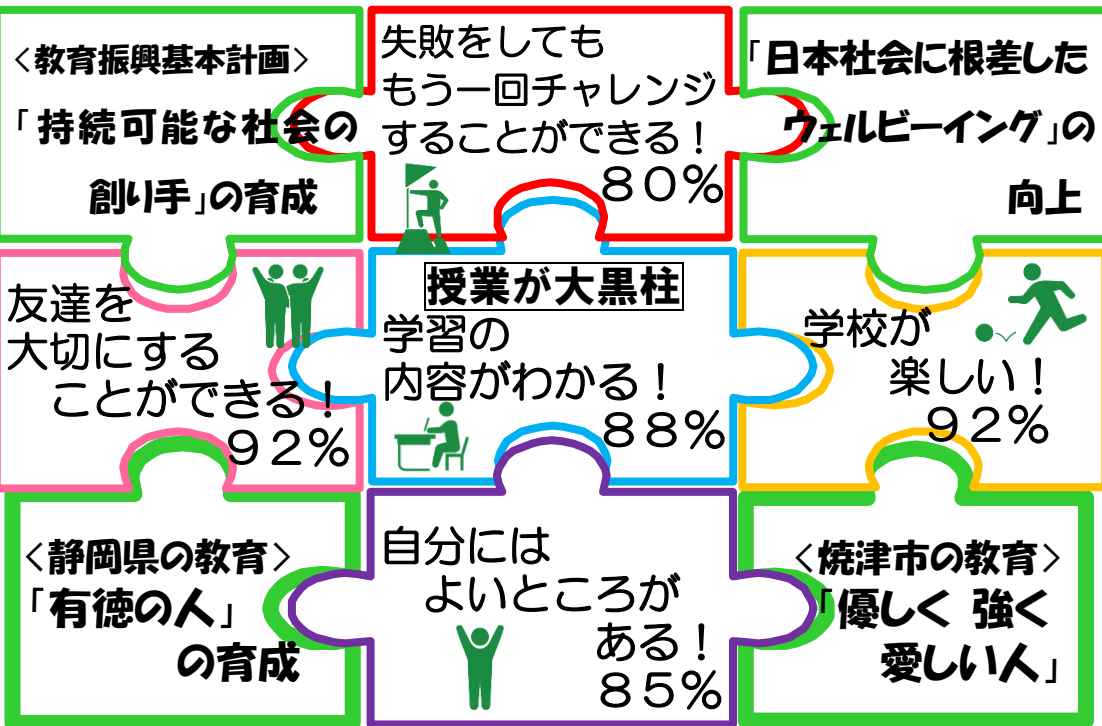 ＜教育振興基本計画＞
「持続可能な社会の
創り手」の育成
失敗をしても
もう一回チャレンジ
することができる！
８０％
「日本社会に根差した
ウェルビーイング」の
向上
友達を
大切にする
ことができる！
９２％
授業が大黒柱
学習の
内容がわかる！
８８％
学校が
楽しい！
９２％
＜静岡県の教育＞
「有徳の人」
の育成
自分には
よいところが
ある！
８５％
＜焼津市の教育＞
「優しく 強く
愛しい人」